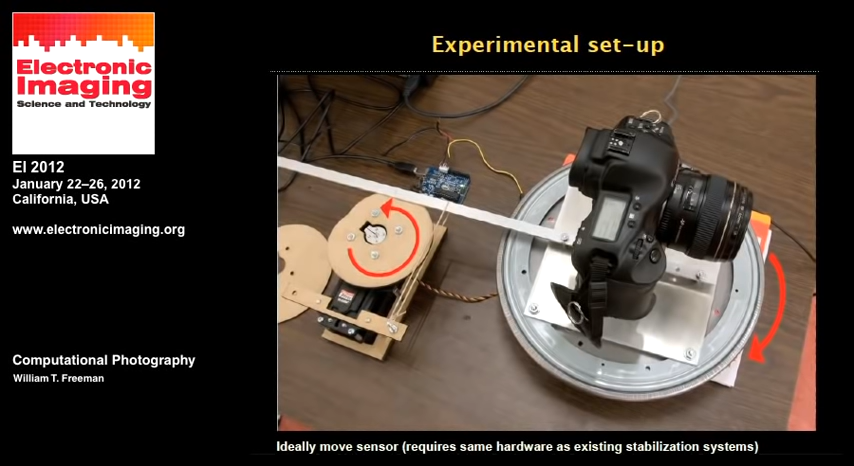 Electronic
Imaging
Science and Technology
EI 2012
January 22–26, 2012
California, USA
www.electronicimaging.org
Computational Photography
William T. Freeman
Experimental set-up
Ideally move sensor (requires same hardware as existing stabilization systems)